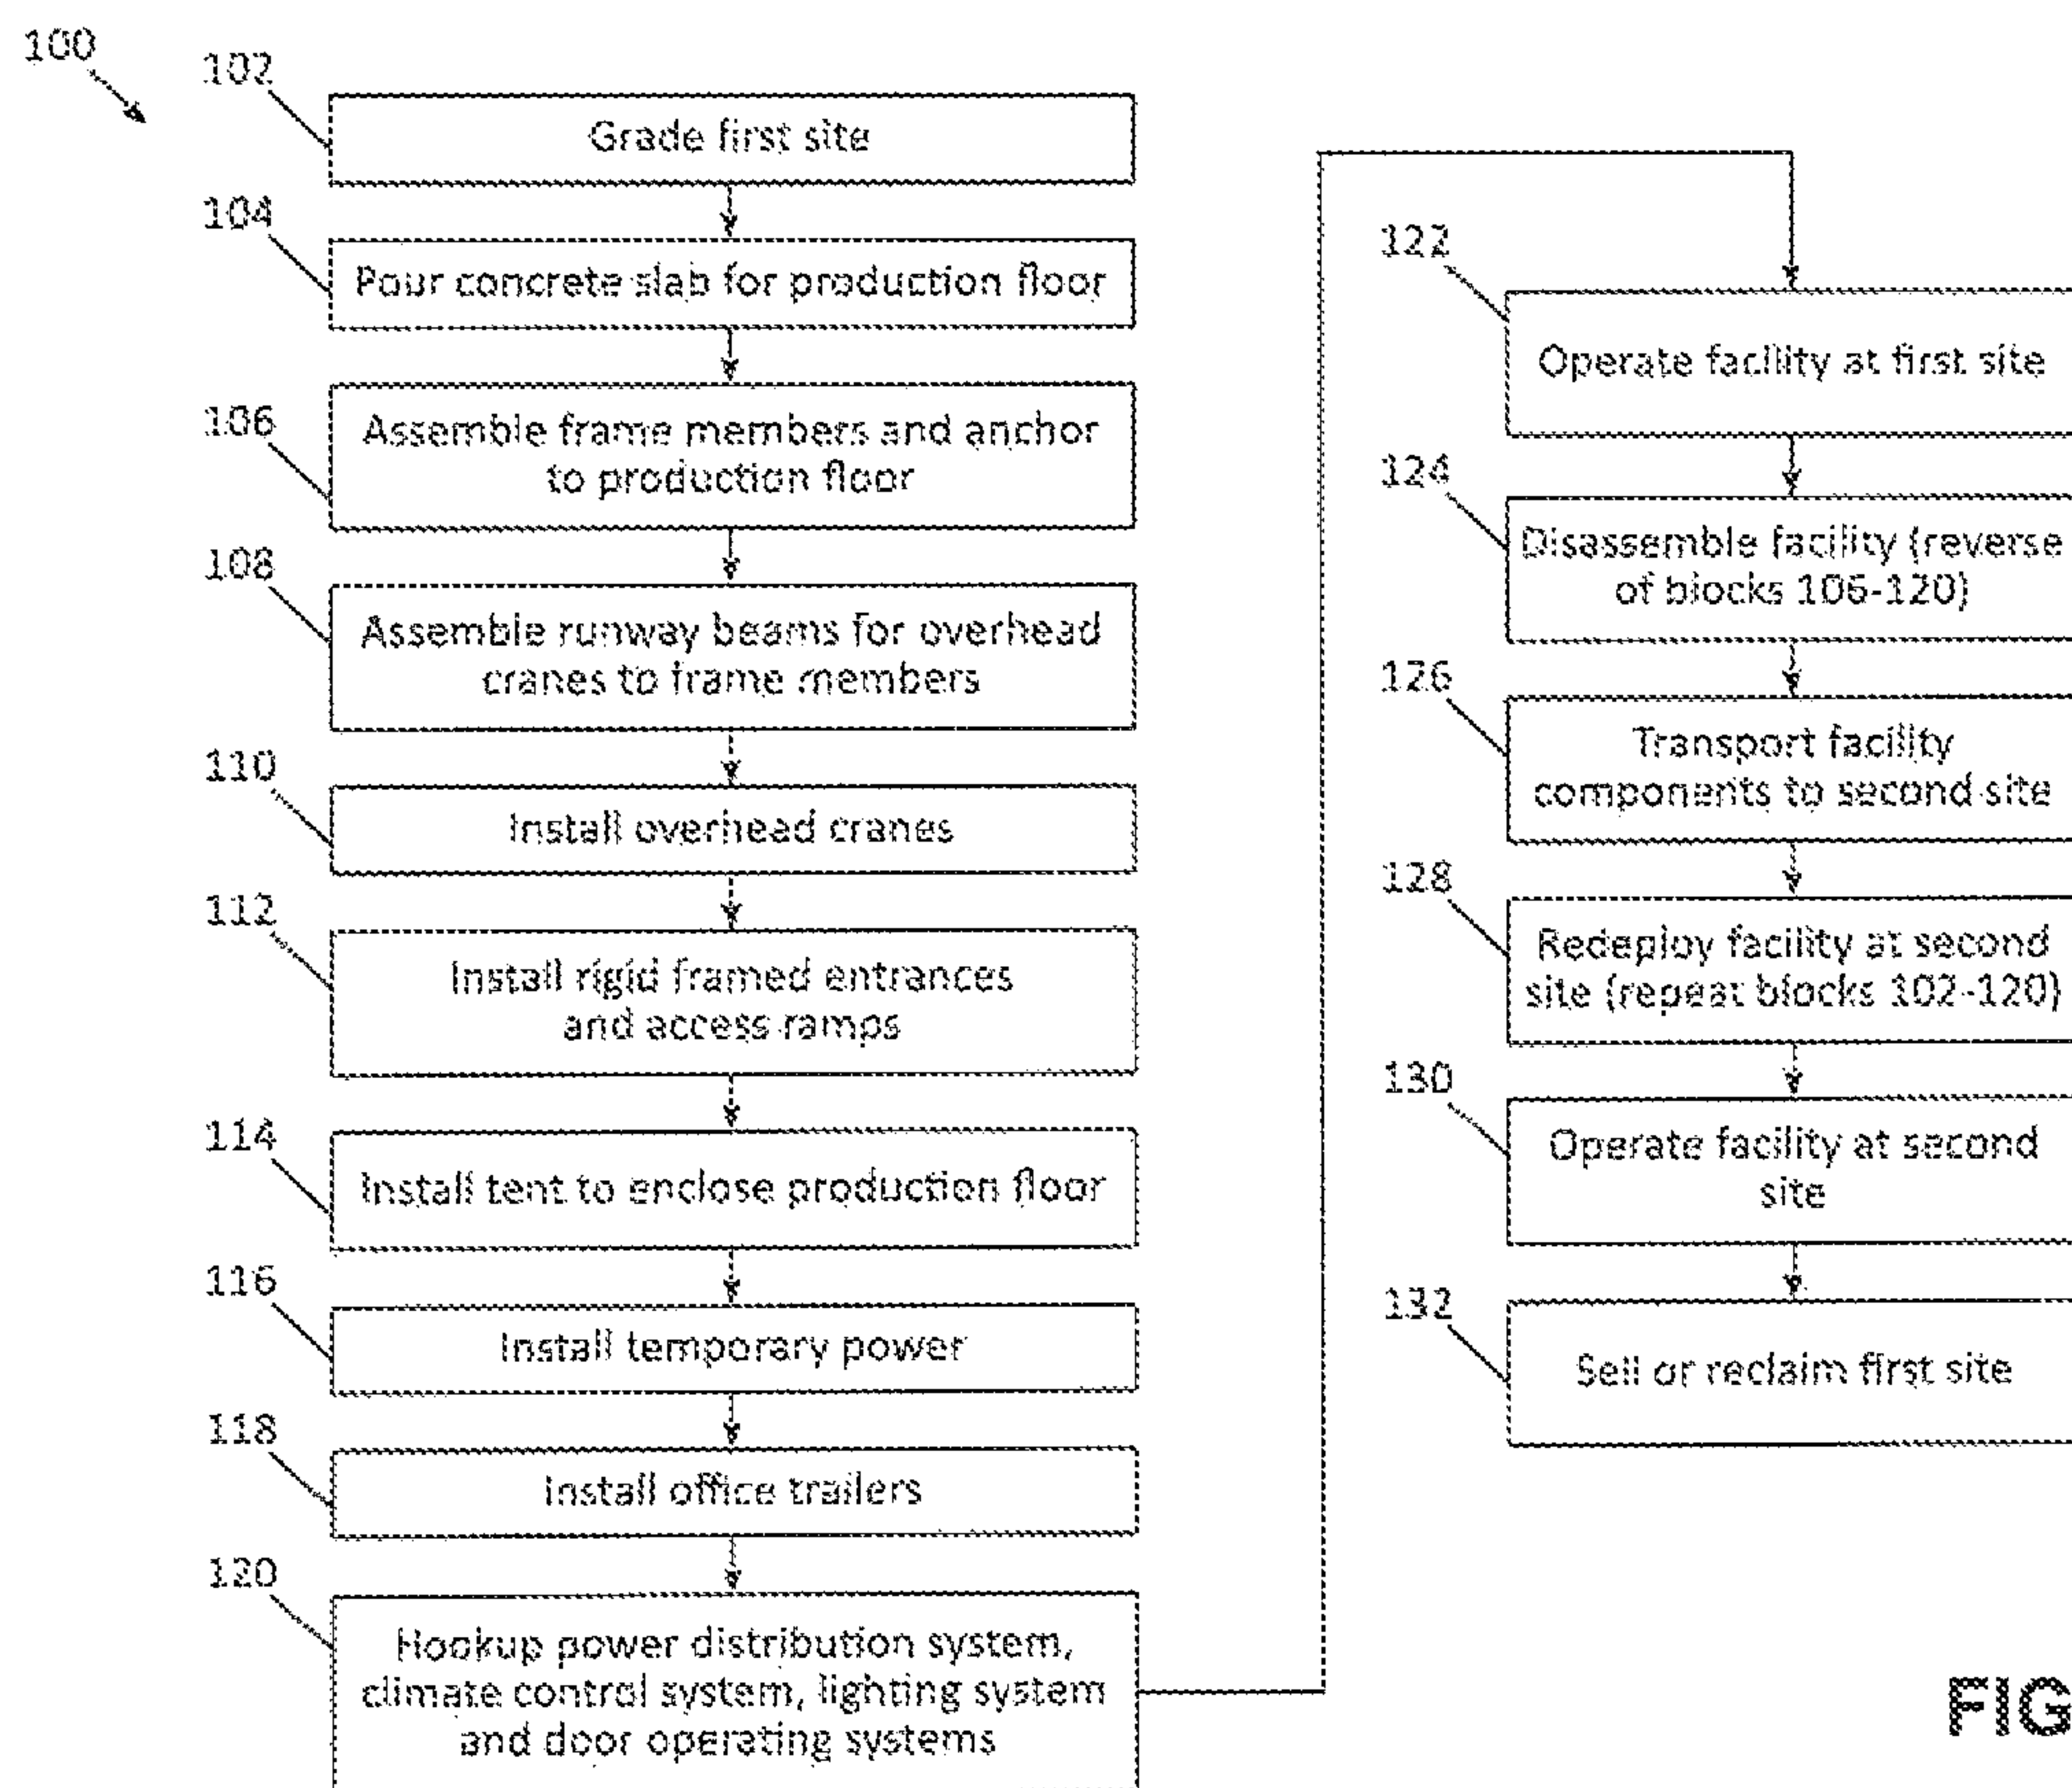 100
102
Grade first site
104
Pour concrete slab for production floor
106
Assemble frame members and anchor
to production floor
108
Assemble runway beams for overhead
cranes to frame members
110
Install overhead cranes
112
Install rigid framed entrances
and access ramps
114
Install tent to enclose production floor
116
Install temporary power
118
Install office trailers
120
Hookup power distribution system,
climate control system, lighting system
and door operating systems
122
Operate facility at first site
124
Disassemble facility (reverse
of blocks 106-120)
126
Transport facility
components to second site
128
Redeploy facility at second
site (repeat blocks 102-120)
130
Operate facility at second
site
132
Sell or reclaim first site
FIG